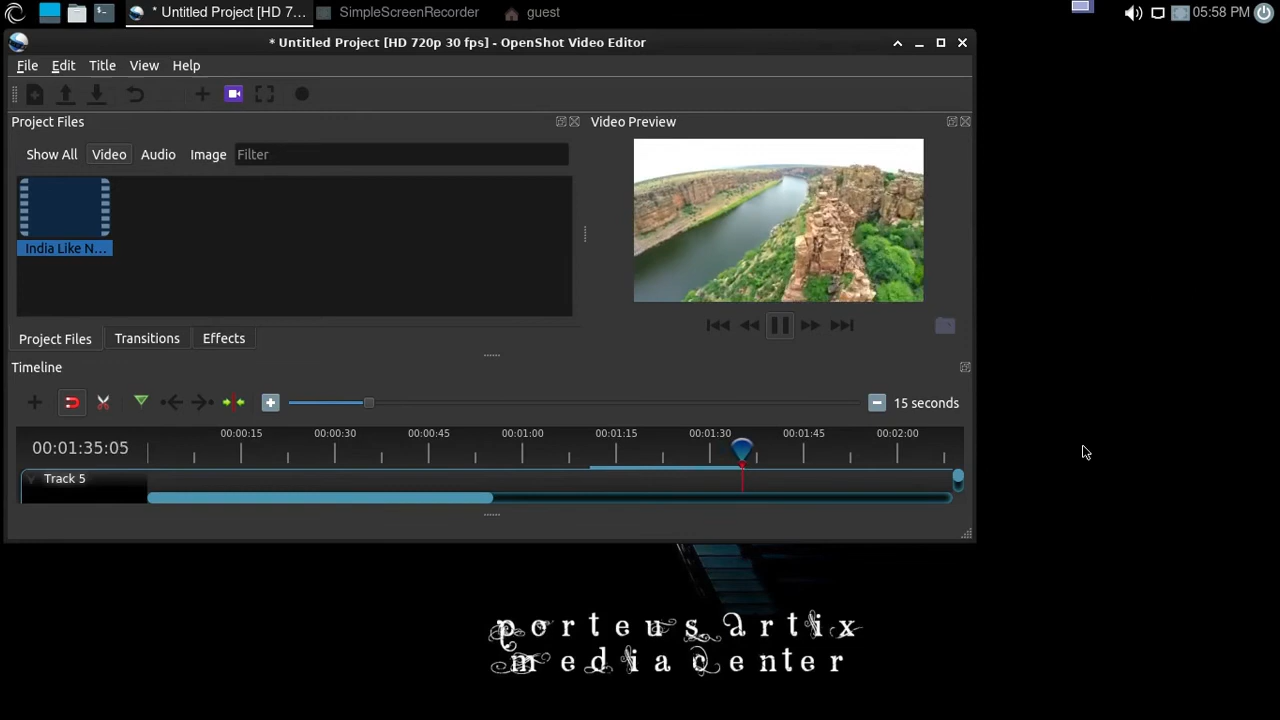 * Untitled Project [HD 7... SimpleScreenRecorder guest 05:58 PM
* Untitled Project [HD 720p 30 fps] - OpenShot Video Editor
File Edit Title View Help
Project Files
Video Preview
Show All Video Audio Image Filter
India Like N...
Project Files Transitions Effects
Timeline
15 seconds
00:01:35:05
00:00:15 00:00:30 00:00:45 00:01:00 00:01:15 00:01:30 00:01:45 00:02:00
Track 5
porteus artix
media center